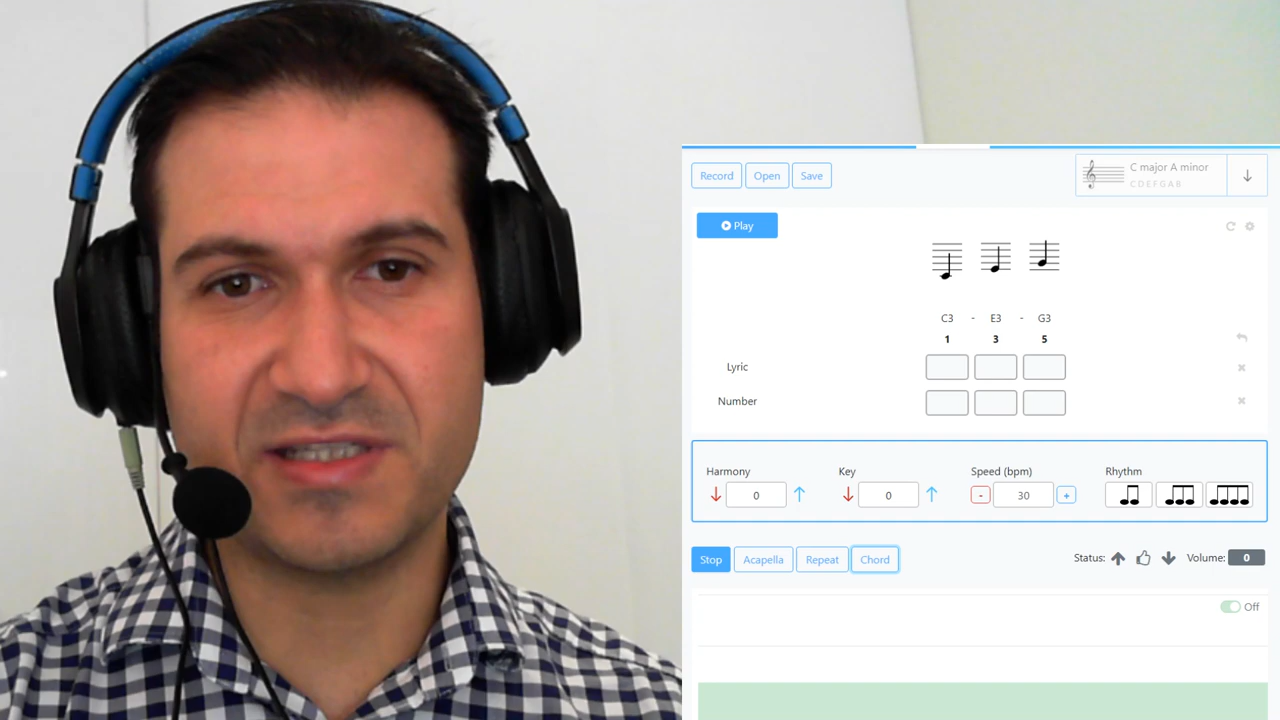 Record Open Save
C major A minor
C D E F G A B
Play
C3 - E3 - G3
1 3 5
Lyric
Number
Harmony Key Speed (bpm) Rhythm
0 0 - 30 +
Stop Acapella Repeat Chord Status: Volume: 0
Off